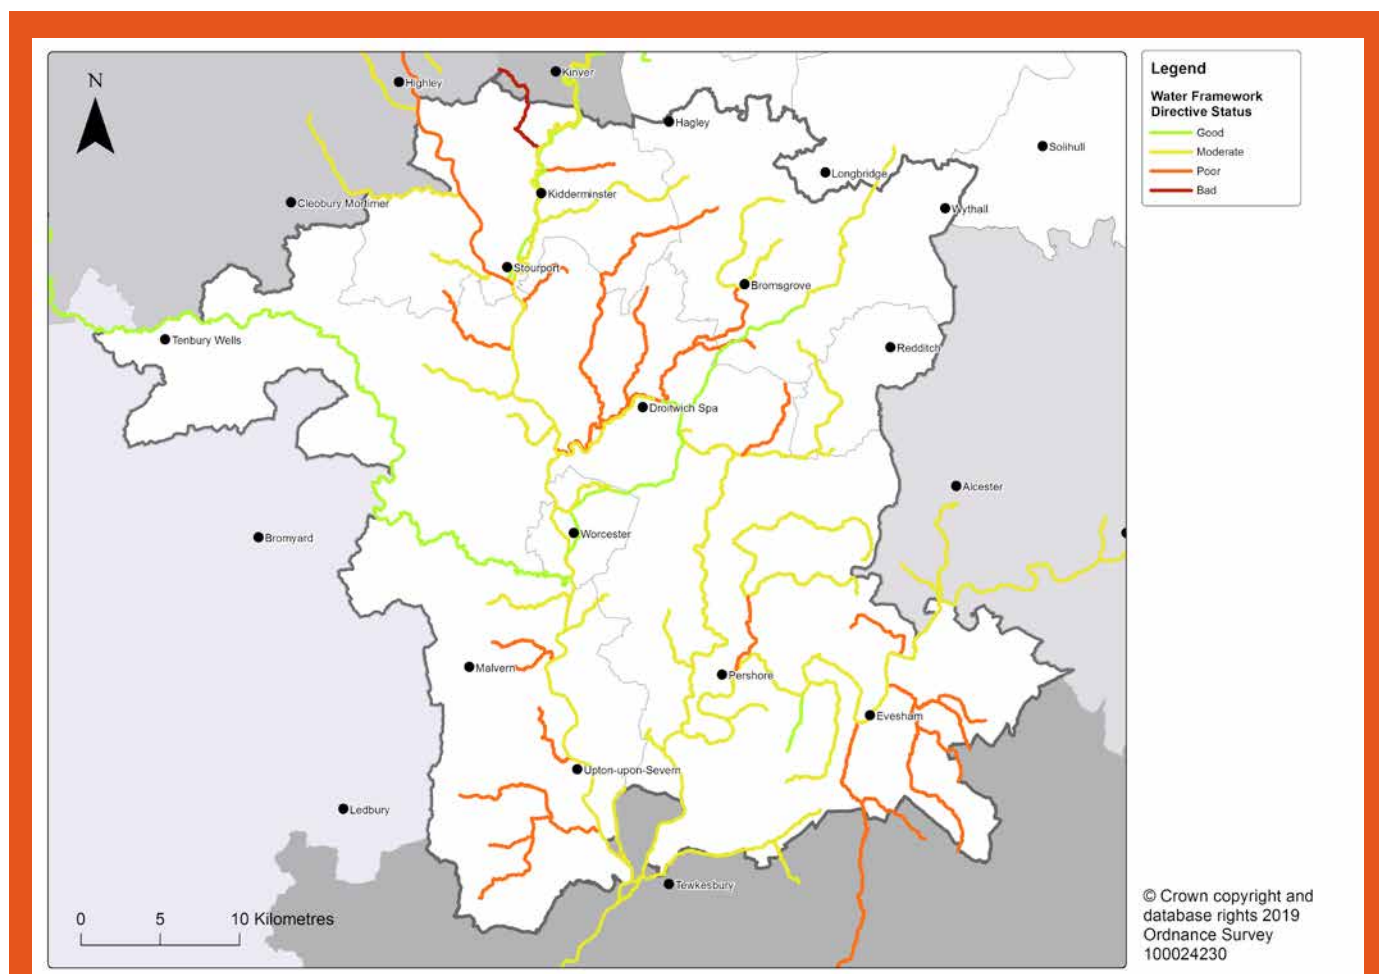 N
Highley
Kinver
Hagley
Solihull
Longbridge
Kidderminster
Cleobury Mortimer
Wythall
Stourport
Bromsgrove
Tenbury Wells
Redditch
Droitwich Spa
Alcester
Worcester
Bromyard
Malvern
Pershore
Evesham
Upton-upon-Severn
Ledbury
Tewkesbury
0 5 10 Kilometres
Legend
Water Framework
Directive Status
Good
Moderate
Poor
Bad
© Crown copyright and
database rights 2019
Ordnance Survey
100024230